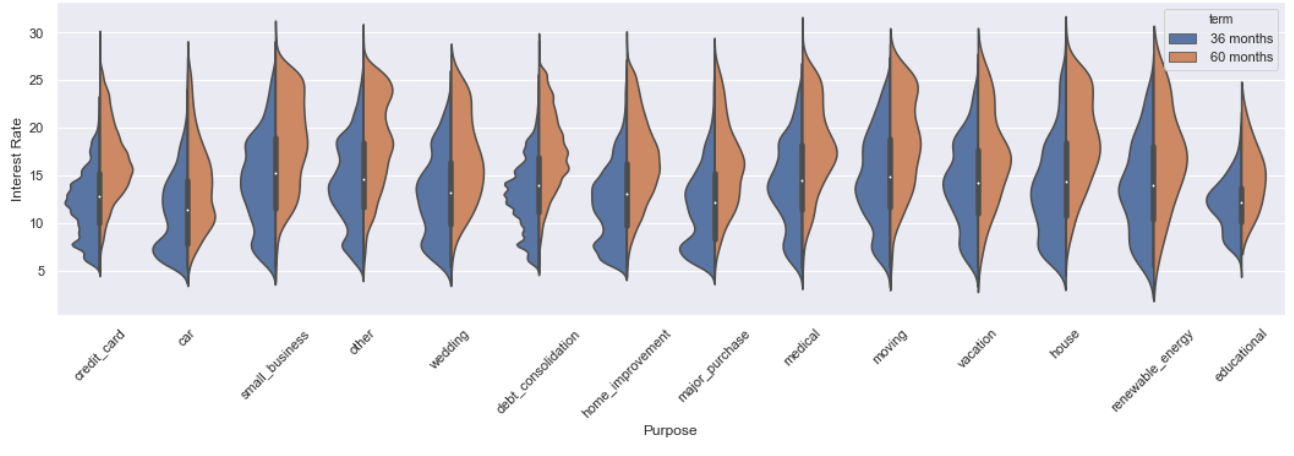 30
25
20
15
10
5
Interest Rate
term
36 months
60 months
credit_card
car
small_business
other
wedding
debt_consolidation
home_improvement
major_purchase
medical
moving
vacation
house
renewable_energy
educational
Purpose